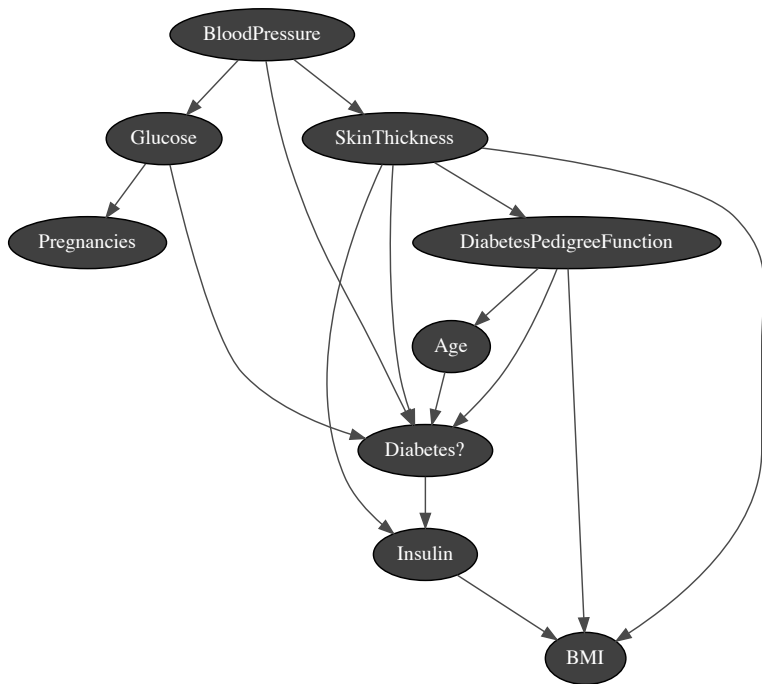 BloodPressure
Glucose
SkinThickness
Pregnancies
DiabetesPedigreeFunction
Age
Diabetes?
Insulin
BMI